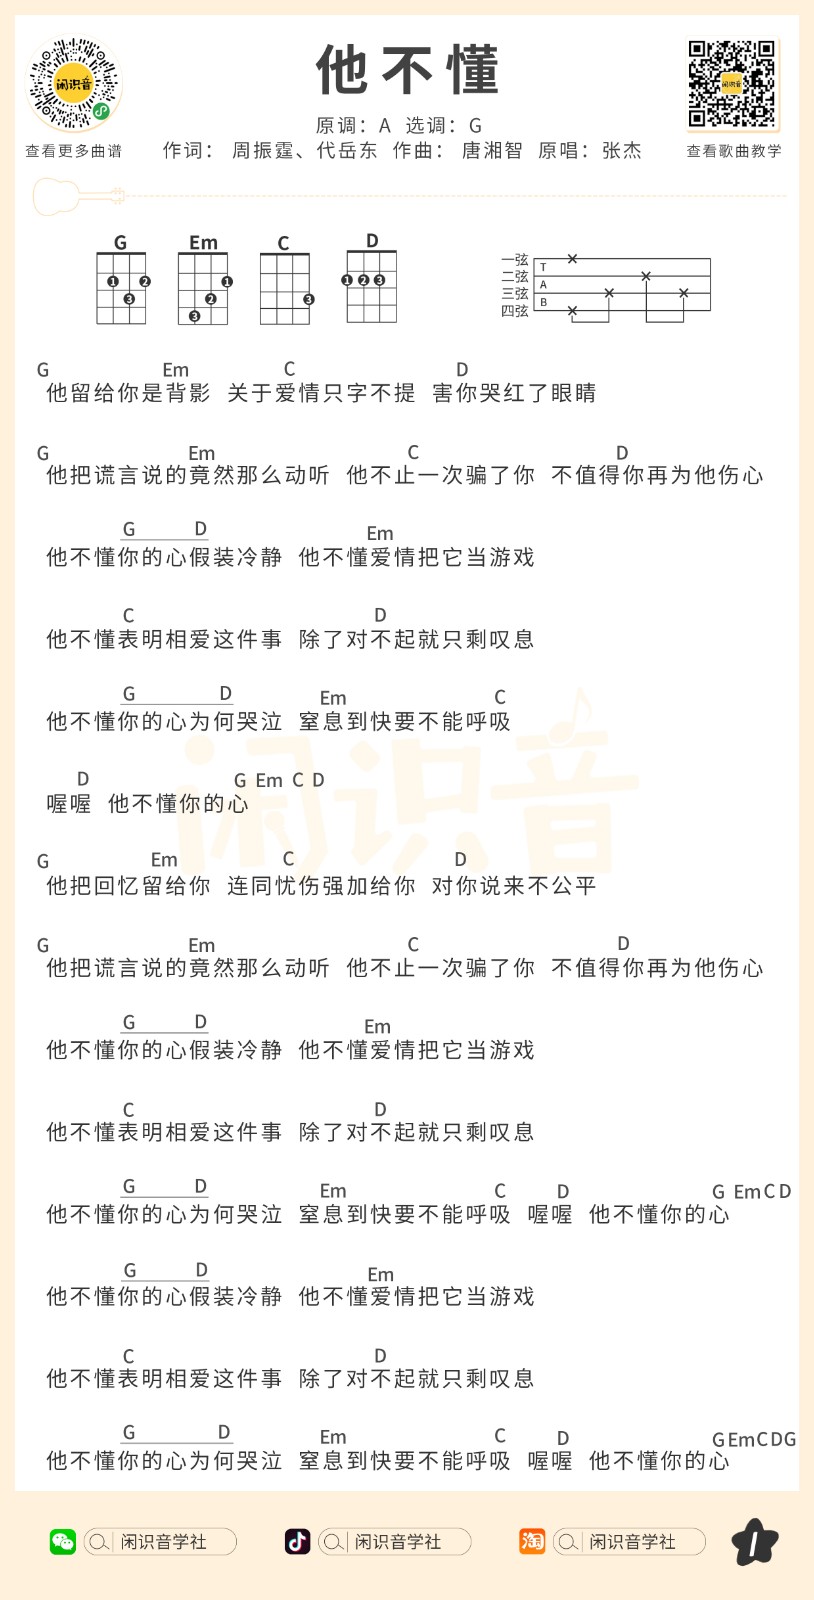 闲识音
闲识音
查看更多曲谱
查看歌曲教学
他不懂
原调：A 选调：G
作词： 周振霆、代岳东 作曲： 唐湘智 原唱：张杰
G Em C D
1 2 3
1 2 3
3
1 2 3
一弦
二弦
三弦
四弦
T
A
B
G Em C D
他留给你是背影 关于爱情只字不提 害你哭红了眼睛
G Em C D
他把谎言说的竟然那么动听 他不止一次骗了你 不值得你再为他伤心
G D Em
他不懂你的心假装冷静 他不懂爱情把它当游戏
C D
他不懂表明相爱这件事 除了对不起就只剩叹息
G D Em C
他不懂你的心为何哭泣 窒息到快要不能呼吸
D G Em C D
喔喔 他不懂你的心
闲识音
G Em C D
他把回忆留给你 连同忧伤强加给你 对你说来不公平
G Em C D
他把谎言说的竟然那么动听 他不止一次骗了你 不值得你再为他伤心
G D Em
他不懂你的心假装冷静 他不懂爱情把它当游戏
C D
他不懂表明相爱这件事 除了对不起就只剩叹息
G D Em C D G Em C D
他不懂你的心为何哭泣 窒息到快要不能呼吸 喔喔 他不懂你的心
G D Em
他不懂你的心假装冷静 他不懂爱情把它当游戏
C D
他不懂表明相爱这件事 除了对不起就只剩叹息
G D Em C D G Em C D G
他不懂你的心为何哭泣 窒息到快要不能呼吸 喔喔 他不懂你的心
闲识音学社
闲识音学社
淘 闲识音学社
1